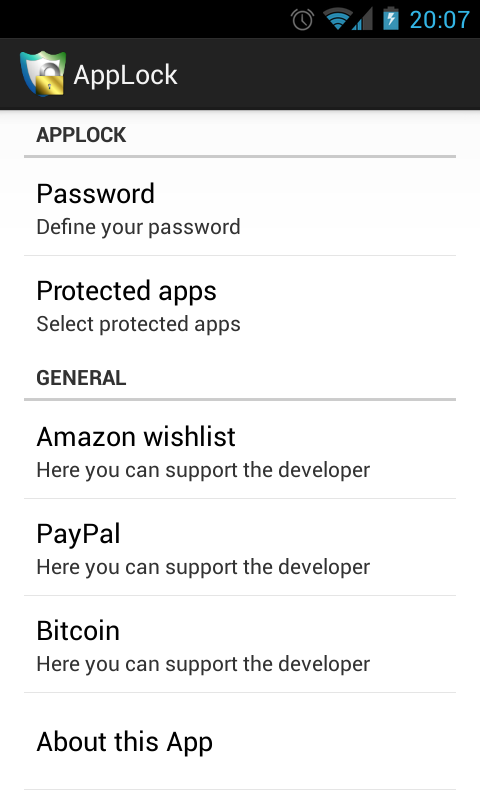 20:07
AppLock
APPLOCK
Password
Define your password
Protected apps
Select protected apps
GENERAL
Amazon wishlist
Here you can support the developer
PayPal
Here you can support the developer
Bitcoin
Here you can support the developer
About this App